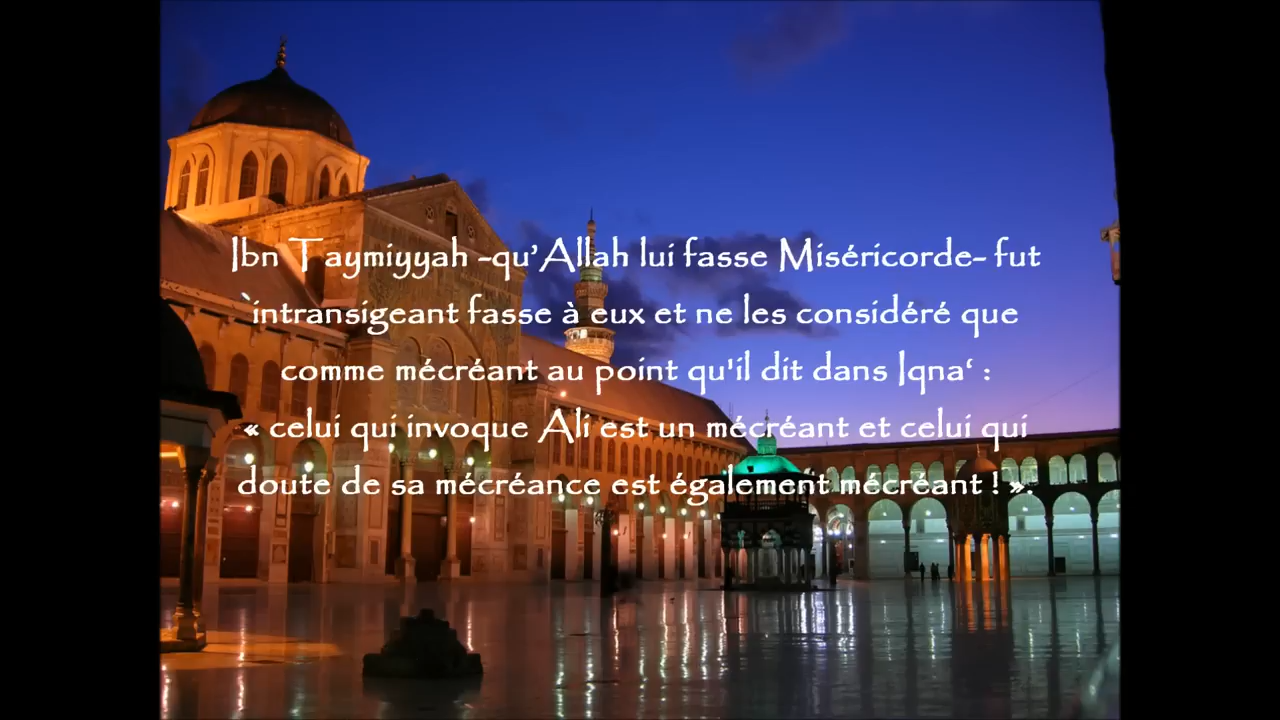 Ibn Taymiyyah -qu’Allah lui fasse Miséricorde- fut
intransigeant fasse à eux et ne les considéré que
comme mécréant au point qu'il dit dans Iqna‘ :
« celui qui invoque Ali est un mécréant et celui qui
doute de sa mécréance est également mécréant ! ».